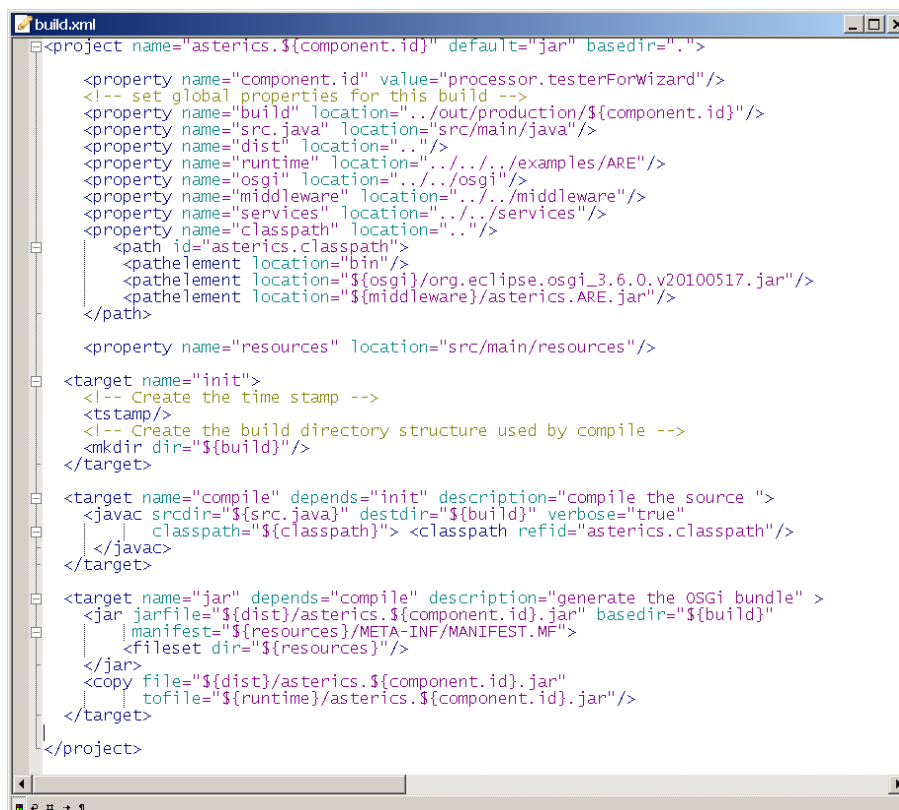 build.xml
<project name="asterics.${component.id}" default="jar" basedir=".">
<property name="component.id" value="processor.testerForWizard"/>
<!-- set global properties for this build -->
<property name="build" location="../out/production/${component.id}"/>
<property name="src.java" location="src/main/java"/>
<property name="dist" location=".."/>
<property name="runtime" location="../../../examples/ARE"/>
<property name="osgi" location="../../osgi"/>
<property name="middleware" location="../../middleware"/>
<property name="services" location="../../services"/>
<property name="classpath" location=".."/>
<path id="asterics.classpath">
<pathelement location="bin"/>
<pathelement location="${osgi}/org.eclipse.osgi_3.6.0.v20100517.jar"/>
<pathelement location="${middleware}/asterics.ARE.jar"/>
</path>
<property name="resources" location="src/main/resources"/>
<target name="init">
<!-- Create the time stamp -->
<tstamp/>
<!-- Create the build directory structure used by compile -->
<mkdir dir="${build}"/>
</target>
<target name="compile" depends="init" description="compile the source ">
<javac srcdir="${src.java}" destdir="${build}" verbose="true"
classpath="${classpath}"> <classpath refid="asterics.classpath"/>
</javac>
</target>
<target name="jar" depends="compile" description="generate the OSGi bundle" >
<jar jarfile="${dist}/asterics.${component.id}.jar" basedir="${build}"
manifest="${resources}/META-INF/MANIFEST.MF">
<fileset dir="${resources}"/>
</jar>
<copy file="${dist}/asterics.${component.id}.jar"
tofile="${runtime}/asterics.${component.id}.jar"/>
</target>
</project>